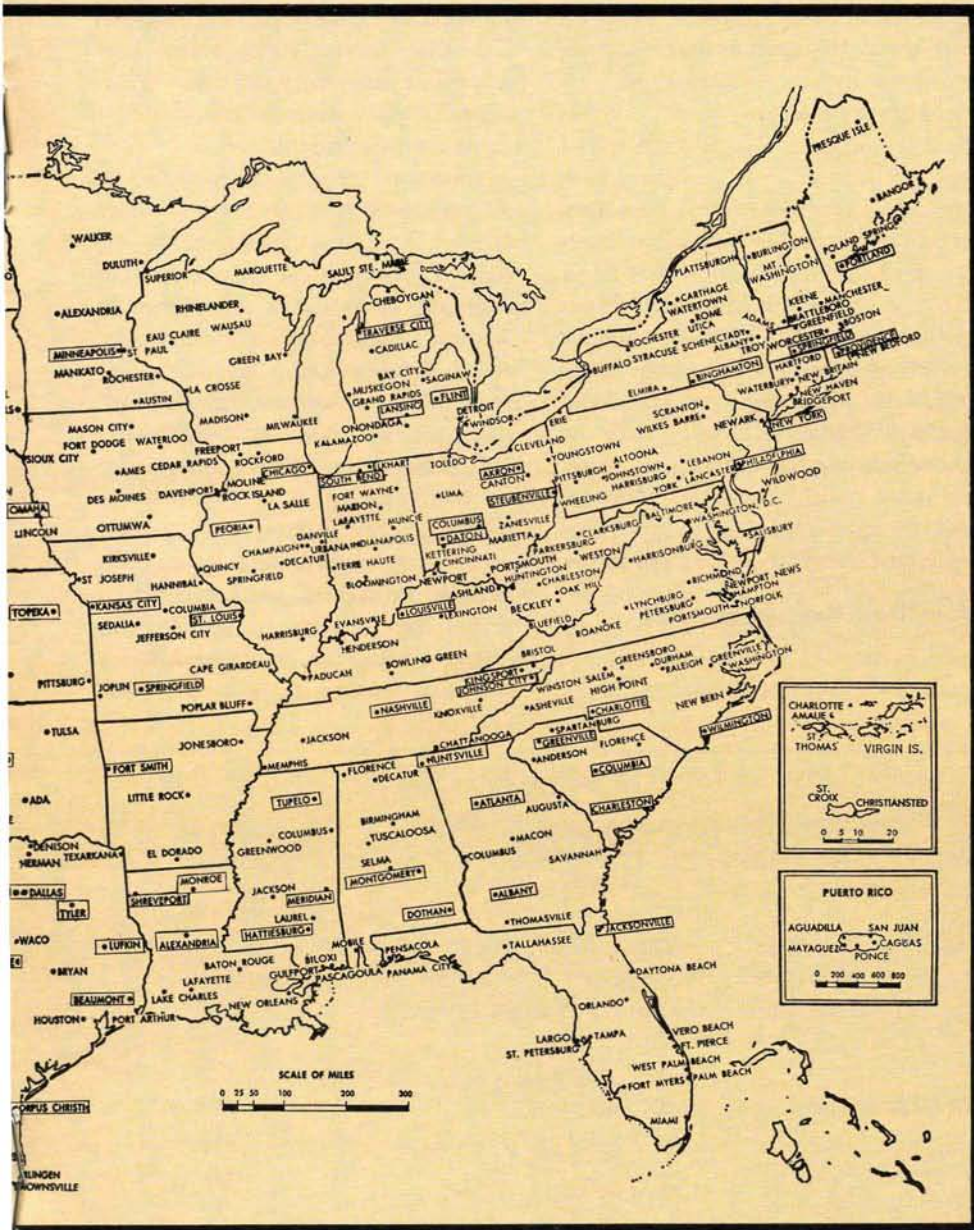 PRESQUE ISLE
BANGOR
POLAND SPRING
PORTLAND
WALKER
DULUTH
SUPERIOR
MARQUETTE
SAULT STE. MARIE
CHEBOYGAN
PLATTSBURGH
BURLINGTON
MT. WASHINGTON
ALEXANDRIA
RHINELANDER
EAU CLAIRE
WAUSAU
TRAVERSE CITY
CADILLAC
CARTHAGE
WATERTOWN
ROME
UTICA
KEENE
MANCHESTER
BRATTLEBORO
GREENFIELD
ADAMS
BOSTON
MINNEAPOLIS
ST PAUL
MANKATO
ROCHESTER
AUSTIN
LA CROSSE
GREEN BAY
BAY CITY
SAGINAW
MUSKEGON
GRAND RAPIDS
LANSING
FLINT
ROCHESTER
SYRACUSE
SCHENECTADY
ALBANY
TROY
WORCESTER
SPRINGFIELD
PROVIDENCE
NEW BEDFORD
BUFFALO
BINGHAMTON
ELMIRA
HARTFORD
NEW BRITAIN
WATERBURY
NEW HAVEN
BRIDGEPORT
MASON CITY
FORT DODGE
WATERLOO
SIOUX CITY
MADISON
MILWAUKEE
ONONDAGA
KALAMAZOO
DETROIT
WINDSOR
ERIE
SCRANTON
WILKES BARRE
NEWARK
NEW YORK
AMES
CEDAR RAPIDS
FREEPORT
ROCKFORD
CHICAGO
SOUTH BEND
ELKHART
TOLEDO
CLEVELAND
AKRON
CANTON
YOUNGSTOWN
PITTSBURGH
ALTOONA
JOHNSTOWN
HARRISBURG
LEBANON
YORK
LANCASTER
PHILADELPHIA
WILDWOOD
DES MOINES
DAVENPORT
MOLINE
ROCK ISLAND
LA SALLE
FORT WAYNE
MARION
LIMA
STEUBENVILLE
WHEELING
OMAHA
LINCOLN
OTTUMWA
PEORIA
LAFAYETTE
MUNCIE
COLUMBUS
DATON
ZANESVILLE
MARIETTA
CLARKSBURG
BALTIMORE
WASHINGTON, D.C.
SALISBURY
KIRKSVILLE
DANVILLE
CHAMPAIGN
URBANA
INDIANAPOLIS
DECATUR
TERRE HAUTE
KETTERING
CINCINNATI
PARKERSBURG
WESTON
HARRISONBURG
ST JOSEPH
HANNIBAL
QUINCY
SPRINGFIELD
BLOOMINGTON
NEWPORT
PORTSMOUTH
HUNTINGTON
CHARLESTON
ASHLAND
OAK HILL
BECKLEY
RICHMOND
NEWPORT NEWS
HAMPTON
NORFOLK
LYNCHBURG
PETERSBURG
PORTSMOUTH
TOPEKA
KANSAS CITY
COLUMBIA
SEDALIA
ST. LOUIS
JEFFERSON CITY
HARRISBURG
EVANSVALE
LOUISVILLE
LEXINGTON
HENDERSON
BLUEFIELD
ROANOKE
CAPE GIRARDEAU
PADUCAH
BOWLING GREEN
BRISTOL
KINGSPORT
JOHNSON CITY
GREENSBORO
DURHAM
RALEIGH
GREENVILLE
WASHINGTON
WINSTON SALEM
HIGH POINT
PITTSBURG
JOPLIN
SPRINGFIELD
POPLAR BLUFF
NASHVILLE
KNOXVILLE
ASHEVILLE
CHARLOTTE
NEW BERN
WILMINGTON
TULSA
JONESBORO
JACKSON
CHATTANOOGA
SPARTANBURG
GREENVILLE
ANDERSON
FLORENCE
FORT SMITH
MEMPHIS
FLORENCE
HUNTSVILLE
DECATUR
COLUMBIA
ADA
LITTLE ROCK
TUPELO
ATLANTA
AUGUSTA
CHARLESTON
BIRMINGHAM
TUSCALOOSA
DENISON
HERMAN
TEXARKANA
EL DORADO
COLUMBUS
GREENWOOD
SELMA
MACON
COLUMBUS
SAVANNAH
DALLAS
TYLER
SHREVEPORT
MONROE
JACKSON
MERIDIAN
MONTGOMERY
ALBANY
LAUREL
HATTIESBURG
DOTHAN
THOMASVILLE
JACKSONVILLE
WACO
LUFKIN
ALEXANDRIA
MOBILE
BILOXI
PENSACOLA
TALLAHASSEE
BRYAN
BATON ROUGE
GULFPORT
PASCAGOULA
PANAMA CITY
DAYTONA BEACH
BEAUMONT
LAFAYETTE
LAKE CHARLES
NEW ORLEANS
HOUSTON
PORT ARTHUR
ORLANDO
LARGO
TAMPA
ST. PETERSBURG
VERO BEACH
FT. PIERCE
WEST PALM BEACH
FORT MYERS
PALM BEACH
MIAMI
ORPUS CHRISTI
RLINGEN
ROWNSVILLE
SCALE OF MILES
0 25 50 100 200 300
CHARLOTTE
AMALIE
ST.
THOMAS
VIRGIN IS.
ST.
CROIX
CHRISTIANSTED
0 5 10 20
PUERTO RICO
AGUADILLA
SAN JUAN
MAYAGUEZ
CAGUAS
PONCE
0 200 400 600 800